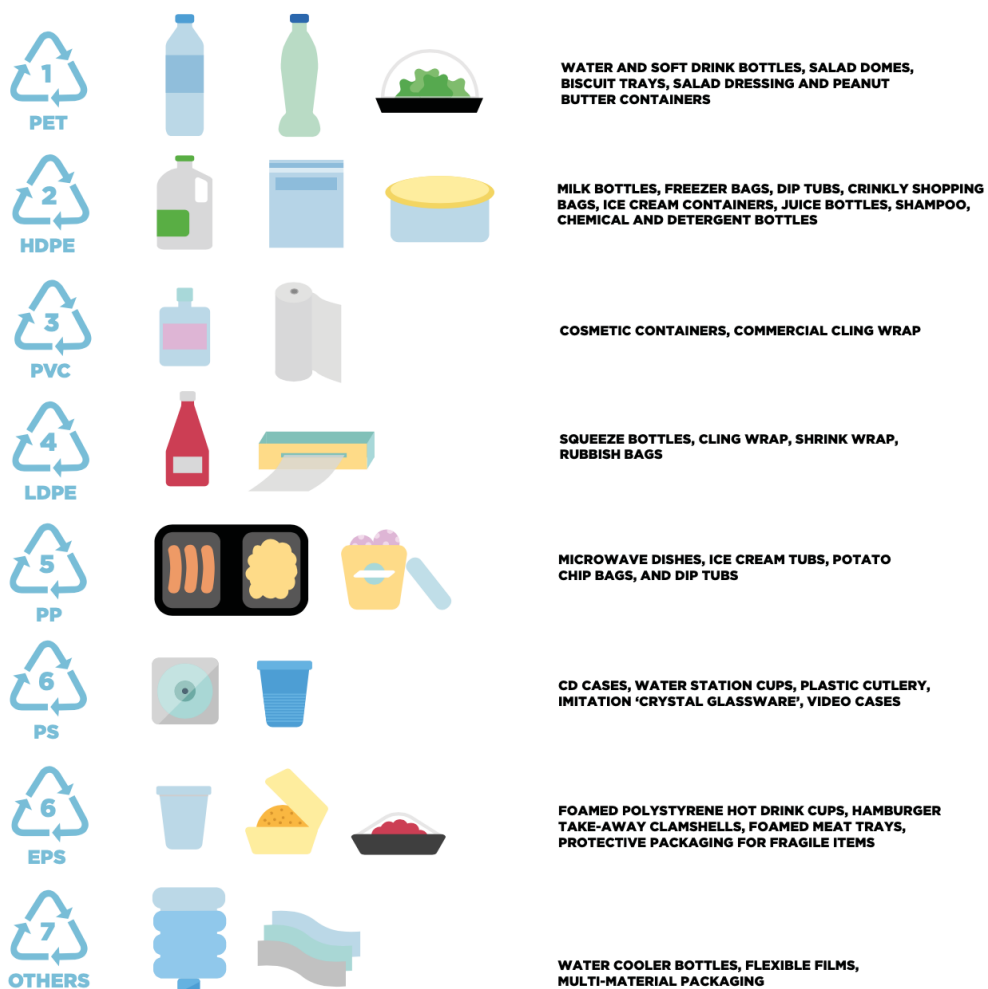 1
PET
WATER AND SOFT DRINK BOTTLES, SALAD DOMES,
BISCUIT TRAYS, SALAD DRESSING AND PEANUT
BUTTER CONTAINERS
2
HDPE
MILK BOTTLES, FREEZER BAGS, DIP TUBS, CRINKLY SHOPPING
BAGS, ICE CREAM CONTAINERS, JUICE BOTTLES, SHAMPOO,
CHEMICAL AND DETERGENT BOTTLES
3
PVC
COSMETIC CONTAINERS, COMMERCIAL CLING WRAP
4
LDPE
SQUEEZE BOTTLES, CLING WRAP, SHRINK WRAP,
RUBBISH BAGS
5
PP
MICROWAVE DISHES, ICE CREAM TUBS, POTATO
CHIP BAGS, AND DIP TUBS
6
PS
CD CASES, WATER STATION CUPS, PLASTIC CUTLERY,
IMITATION ‘CRYSTAL GLASSWARE’, VIDEO CASES
6
EPS
FOAMED POLYSTYRENE HOT DRINK CUPS, HAMBURGER
TAKE-AWAY CLAMSHELLS, FOAMED MEAT TRAYS,
PROTECTIVE PACKAGING FOR FRAGILE ITEMS
7
OTHERS
WATER COOLER BOTTLES, FLEXIBLE FILMS,
MULTI-MATERIAL PACKAGING